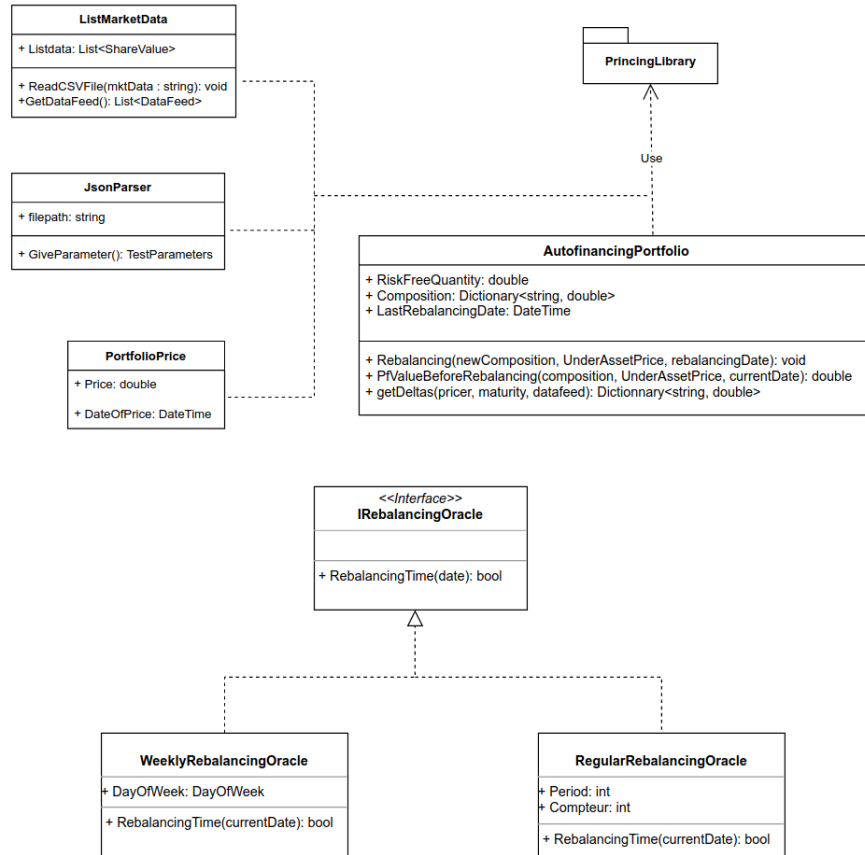 ListMarketData
+ Listdata: List<ShareValue>
+ ReadCSVFile(mktData : string): void
+GetDataFeed(): List<DataFeed>
PrincingLibrary
Use
JsonParser
+ filepath: string
+ GiveParameter(): TestParameters
AutofinancingPortfolio
+ RiskFreeQuantity: double
+ Composition: Dictionary<string, double>
+ LastRebalancingDate: DateTime
+ Rebalancing(newComposition, UnderAssetPrice, rebalancingDate): void
+ PfValueBeforeRebalancing(composition, UnderAssetPrice, currentDate): double
+ getDeltas(pricer, maturity, datafeed): Dictionnary<string, double>
PortfolioPrice
+ Price: double
+ DateOfPrice: DateTime
<<Interface>>
IRebalancingOracle
+ RebalancingTime(date): bool
WeeklyRebalancingOracle
+ DayOfWeek: DayOfWeek
+ RebalancingTime(currentDate): bool
RegularRebalancingOracle
+ Period: int
+ Compteur: int
+ RebalancingTime(currentDate): bool